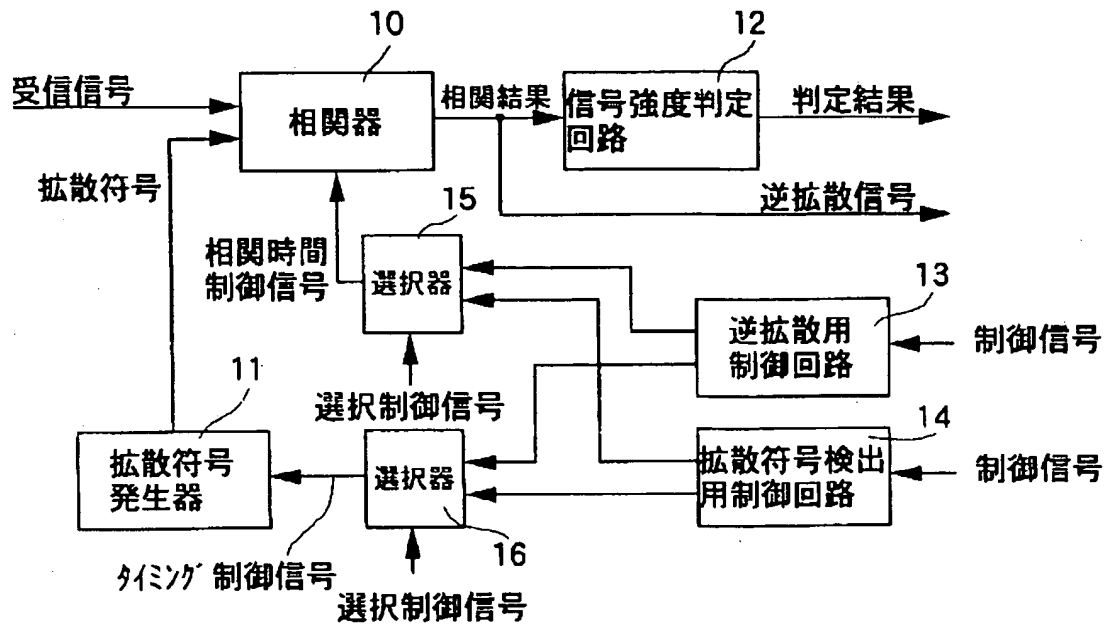 10
12
受信信号
相関器
相関結果
信号強度判定
回路
判定結果
拡散符号
逆拡散信号
15
相関時間
制御信号
選択器
13
逆拡散用
制御回路
制御信号
11
選択制御信号
14
拡散符号
発生器
選択器
拡散符号検出
用制御回路
制御信号
16
タイミング制御信号
選択制御信号